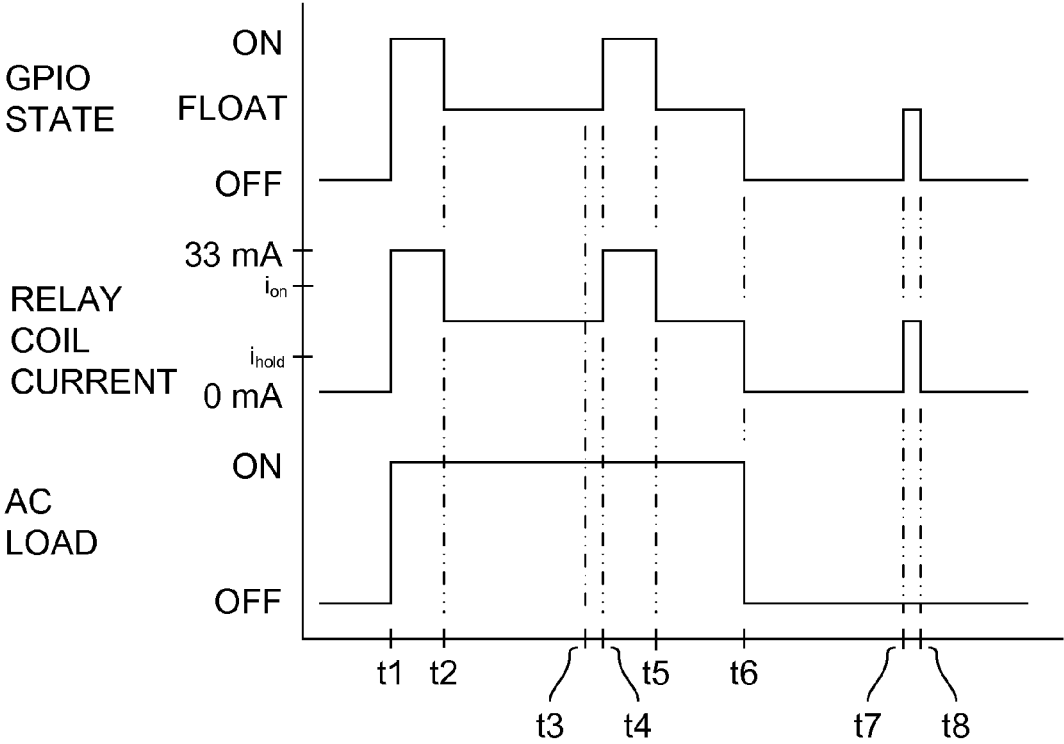 GPIO
STATE
ON
FLOAT
OFF
RELAY
COIL
CURRENT
33 mA
ion
ihold
0 mA
AC
LOAD
ON
OFF
t1
t2
t3
t4
t5
t6
t7
t8